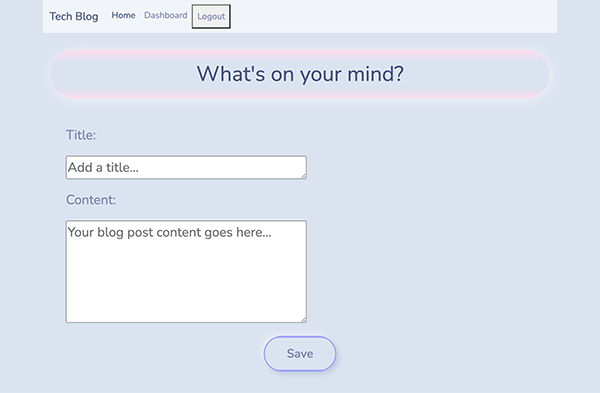 Tech Blog Home Dashboard Logout
What's on your mind?
Title:
Add a title...
Content:
Your blog post content goes here...
Save